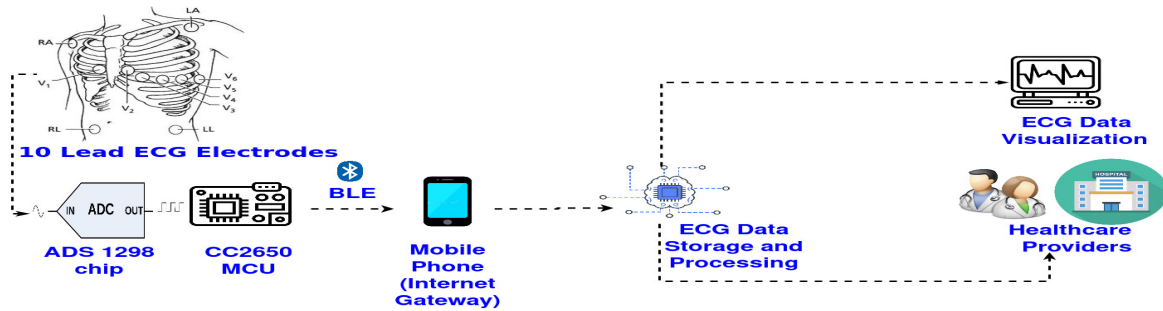 LA
RA
V1
V2
V6
V5
V4
V3
RL
LL
10 Lead ECG Electrodes
IN ADC OUT
ADS 1298
chip
CC2650
MCU
BLE
Mobile
Phone
(Internet
Gateway)
ECG Data
Storage and
Processing
ECG Data
Visualization
HOSPITAL
Healthcare
Providers